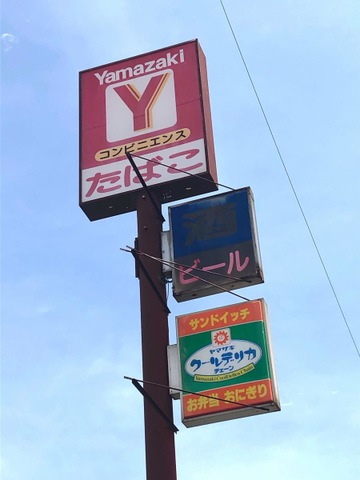 Yamazaki
Y
コンビニエンス
たばこ
酒
ビール
サンドイッチ
ヤマザキ
クールデリカ
チェーン
お弁当 おにぎり